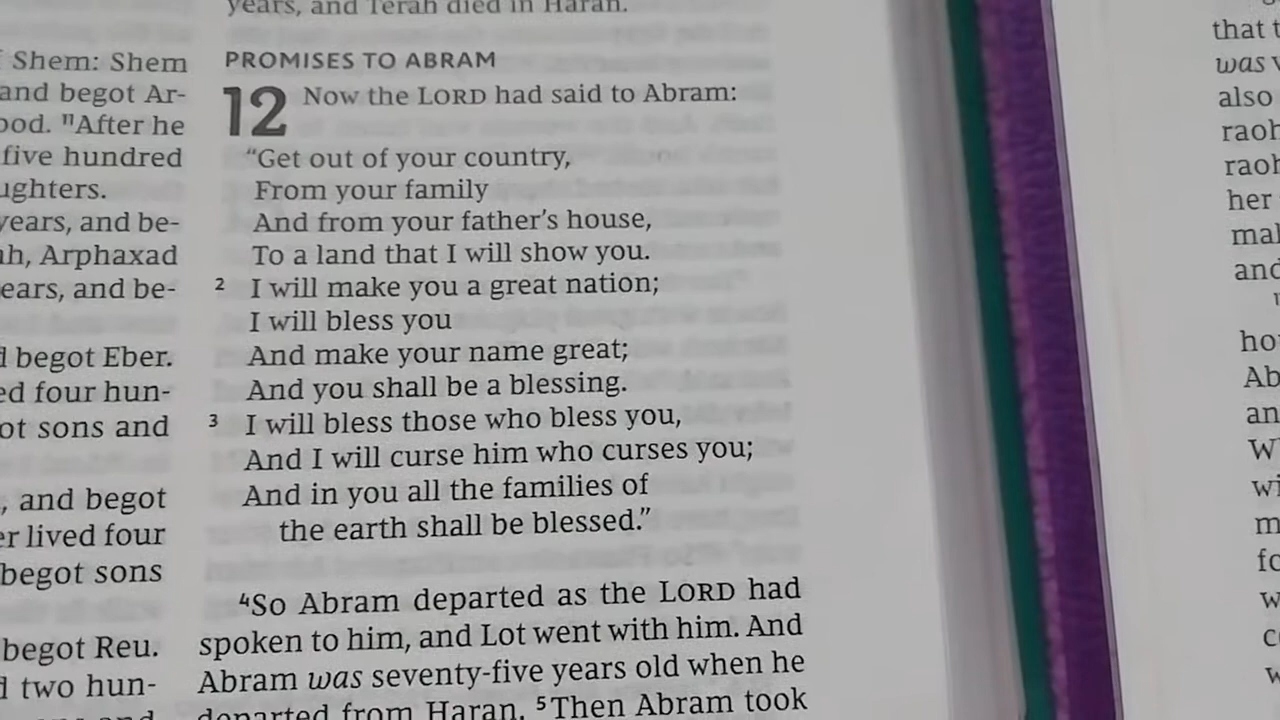 Shem: Shem
and begot Ar-
ood. ¹¹After he
five hundred
ughters.
years, and be-
ah, Arphaxad
ears, and be-
begot Eber.
ed four hun-
ot sons and
, and begot
er lived four
begot sons
begot Reu.
two hun-
years, and Terah died in Haran.
PROMISES TO ABRAM
12 Now the LORD had said to Abram:
“Get out of your country,
From your family
And from your father’s house,
To a land that I will show you.
2 I will make you a great nation;
I will bless you
And make your name great;
And you shall be a blessing.
3 I will bless those who bless you,
And I will curse him who curses you;
And in you all the families of
the earth shall be blessed.”
⁴So Abram departed as the LORD had
spoken to him, and Lot went with him. And
Abram was seventy-five years old when he
departed from Haran. ⁵Then Abram took
that t
was
also
raoh
raoh
her
mal
and
ho
Ab
an
wi
m
fo
w
c
w